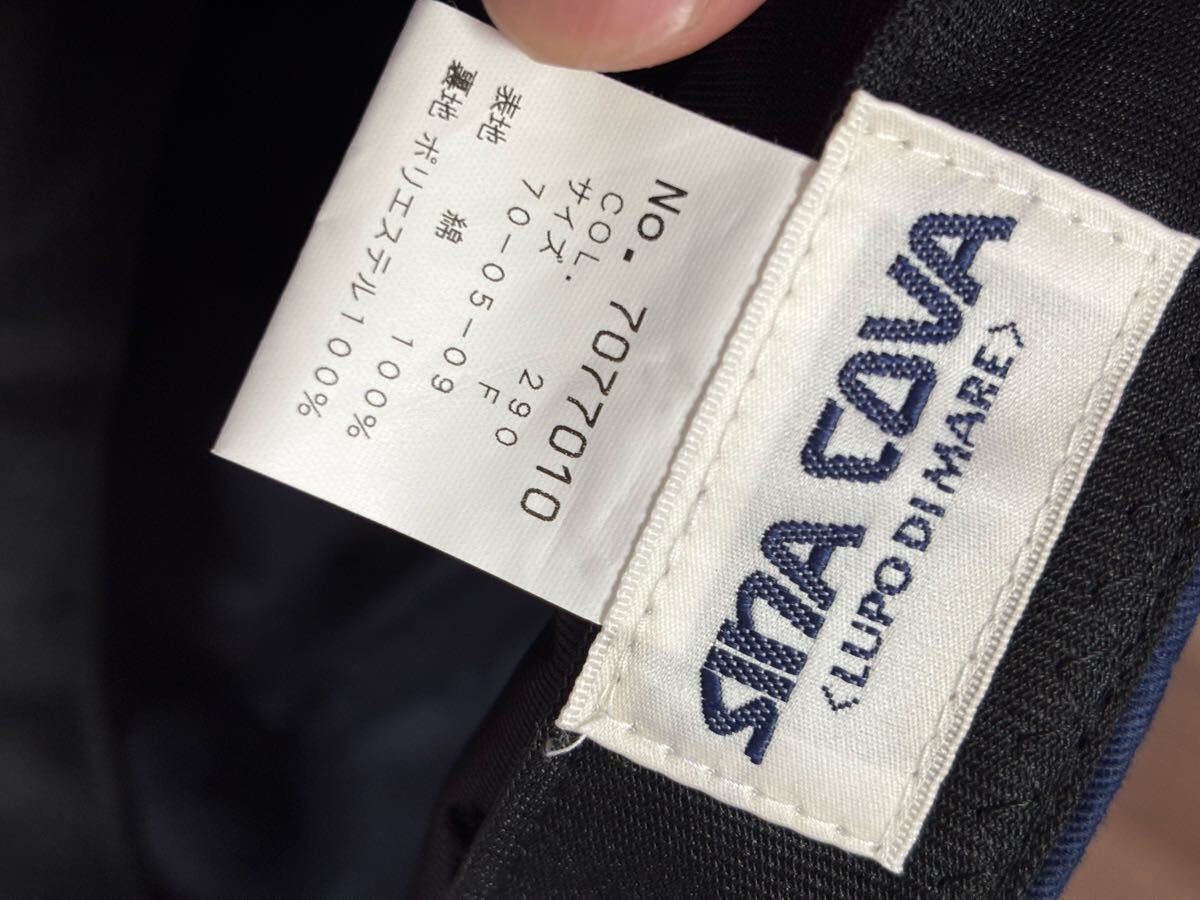 SINA COVA
〈LUPO DI MARE〉
No. 7077010
COL. 290
サイズ F
70-05-09
表地 綿 100%
裏地 ポリエステル100%